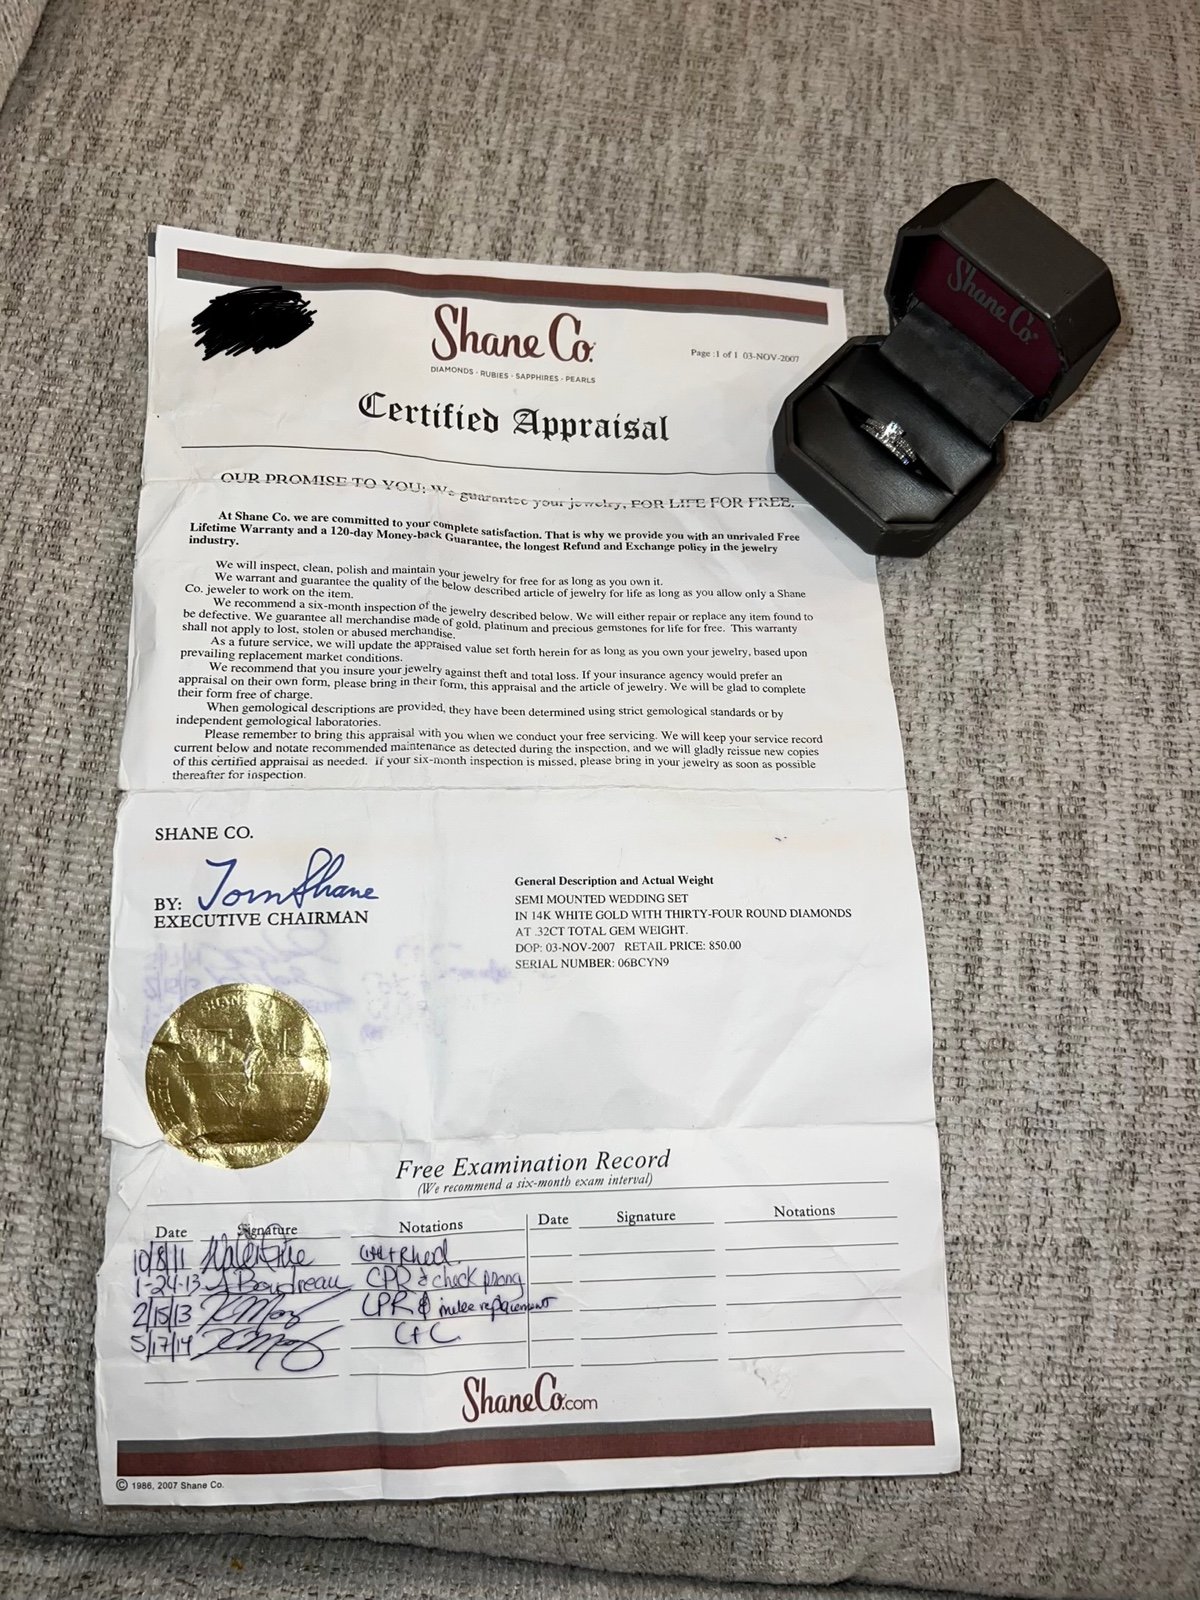 Shane Co.
Shane Co.
DIAMONDS · RUBIES · SAPPHIRES · PEARLS
Page :1 of 1 03-NOV-2007
Certified Appraisal
OUR PROMISE TO YOU: We guarantee your jewelry, FOR LIFE FOR FREE.
At Shane Co. we are committed to your complete satisfaction. That is why we provide you with an unrivaled Free
Lifetime Warranty and a 120-day Money-back Guarantee, the longest Refund and Exchange policy in the jewelry
industry.
We will inspect, clean, polish and maintain your jewelry for free for as long as you own it.
We warrant and guarantee the quality of the below described article of jewelry for life as long as you allow only a Shane
Co. jeweler to work on the item.
We recommend a six-month inspection of the jewelry described below. We will either repair or replace any item found to
be defective. We guarantee all merchandise made of gold, platinum and precious gemstones for life for free. This warranty
shall not apply to lost, stolen or abused merchandise.
As a future service, we will update the appraised value set forth herein for as long as you own your jewelry, based upon
prevailing replacement market conditions.
We recommend that you insure your jewelry against theft and total loss. If your insurance agency would prefer an
appraisal on their own form, please bring in their form, this appraisal and the article of jewelry. We will be glad to complete
their form free of charge.
When gemological descriptions are provided, they have been determined using strict gemological standards or by
independent gemological laboratories.
Please remember to bring this appraisal with you when we conduct your free servicing. We will keep your service record
current below and notate recommended maintenance as detected during the inspection, and we will gladly reissue new copies
of this certified appraisal as needed. If your six-month inspection is missed, please bring in your jewelry as soon as possible
thereafter for inspection.
SHANE CO.
BY: Tom Shane
EXECUTIVE CHAIRMAN
General Description and Actual Weight
SEMI MOUNTED WEDDING SET
IN 14K WHITE GOLD WITH THIRTY-FOUR ROUND DIAMONDS
AT .32CT TOTAL GEM WEIGHT.
DOP: 03-NOV-2007 RETAIL PRICE: 850.00
SERIAL NUMBER: 06BCYN9
Free Examination Record
(We recommend a six-month exam interval)
Date Signature Notations Date Signature Notations
10/8/11
1-24-13 A Boudreau CPR & check prong
2/15/13 CPR & melee replacement
5/17/14 C+C
ShaneCo.com
© 1986, 2007 Shane Co.